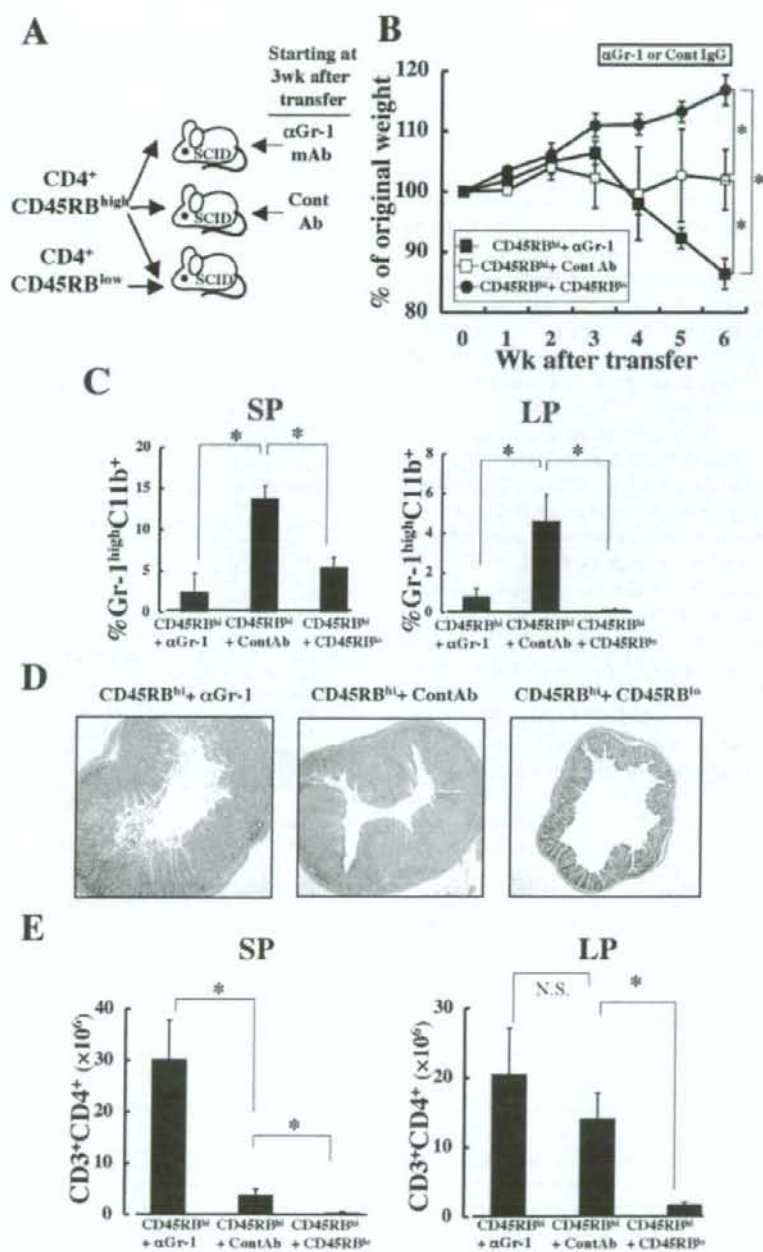 A
Starting at
3wk after
transfer
αGr-1
mAb
SCID
CD4⁺
CD45RBʰⁱᵍʰ
Cont
Ab
SCID
CD4⁺
CD45RBˡᵒʷ
SCID
B
αGr-1 or Cont IgG
% of original weight
120
110
100
90
80
*
*
*
CD45RBʰⁱ+ αGr-1
CD45RBʰⁱ+ Cont Ab
CD45RBʰⁱ+ CD45RBˡᵒ
0 1 2 3 4 5 6
Wk after transfer
C
SP
%Gr-1ʰⁱᵍʰC11b⁺
20
15
10
5
0
* *
CD45RBʰⁱ CD45RBʰⁱ CD45RBʰⁱ
+ αGr-1 + ContAb + CD45RBˡᵒ
LP
%Gr-1ʰⁱᵍʰC11b⁺
8
6
4
2
0
* *
CD45RBʰⁱ CD45RBʰⁱ CD45RBʰⁱ
+ αGr-1 + ContAb + CD45RBˡᵒ
D
CD45RBʰⁱ+ αGr-1 CD45RBʰⁱ+ ContAb CD45RBʰⁱ+ CD45RBˡᵒ
E
SP
CD3⁺CD4⁺ (×10⁶)
40
30
20
10
0
*
*
CD45RBʰⁱ CD45RBʰⁱ CD45RBʰⁱ
+ αGr-1 + ContAb + CD45RBˡᵒ
LP
CD3⁺CD4⁺ (×10⁶)
30
20
10
0
N.S. *
CD45RBʰⁱ CD45RBʰⁱ CD45RBʰⁱ
+ αGr-1 + ContAb + CD45RBˡᵒ